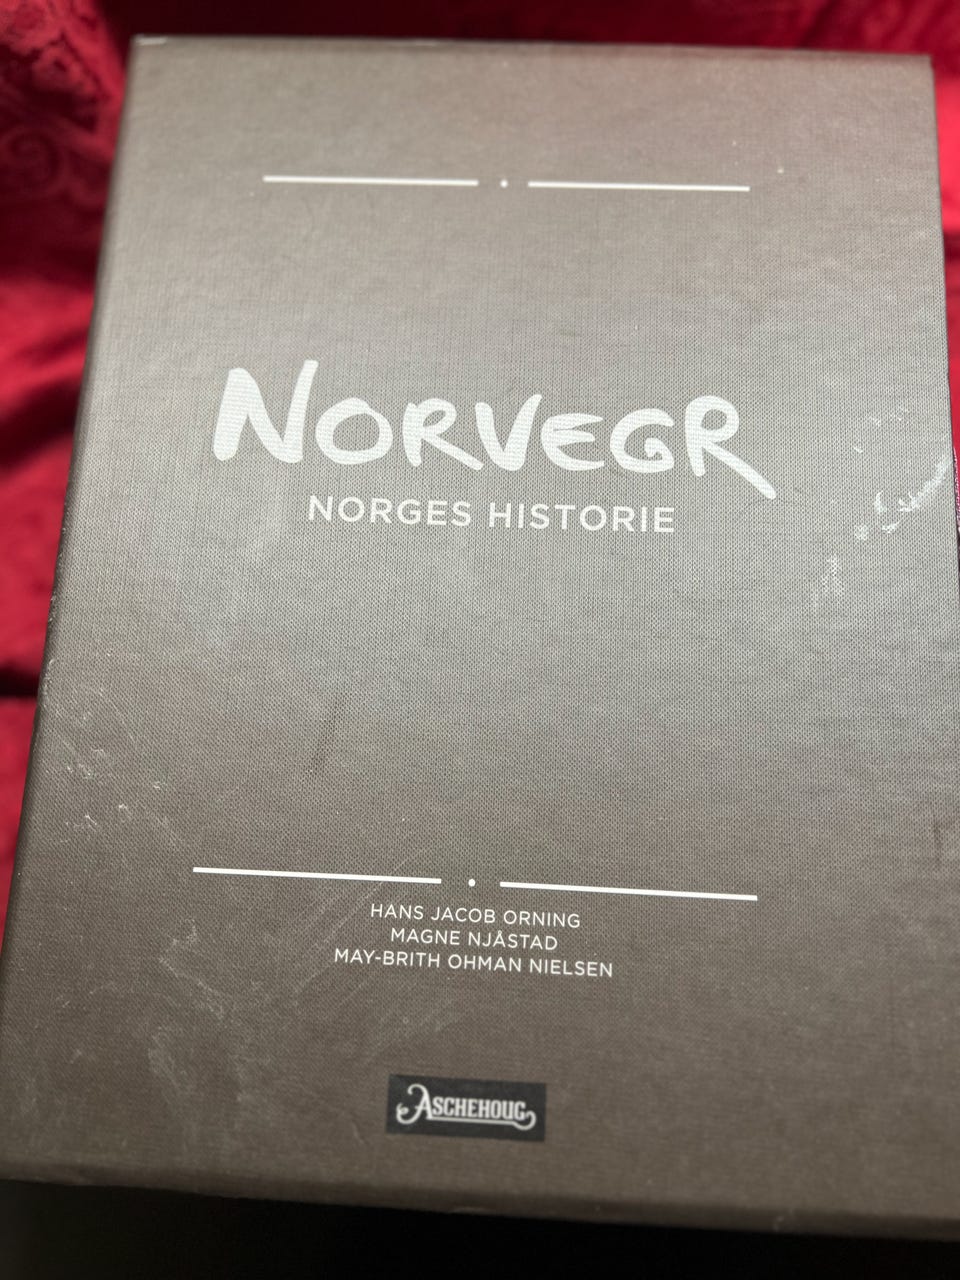 NORVEGR
NORGES HISTORIE
HANS JACOB ORNING
MAGNE NJÅSTAD
MAY-BRITH OHMAN NIELSEN
ASCHEHOUG